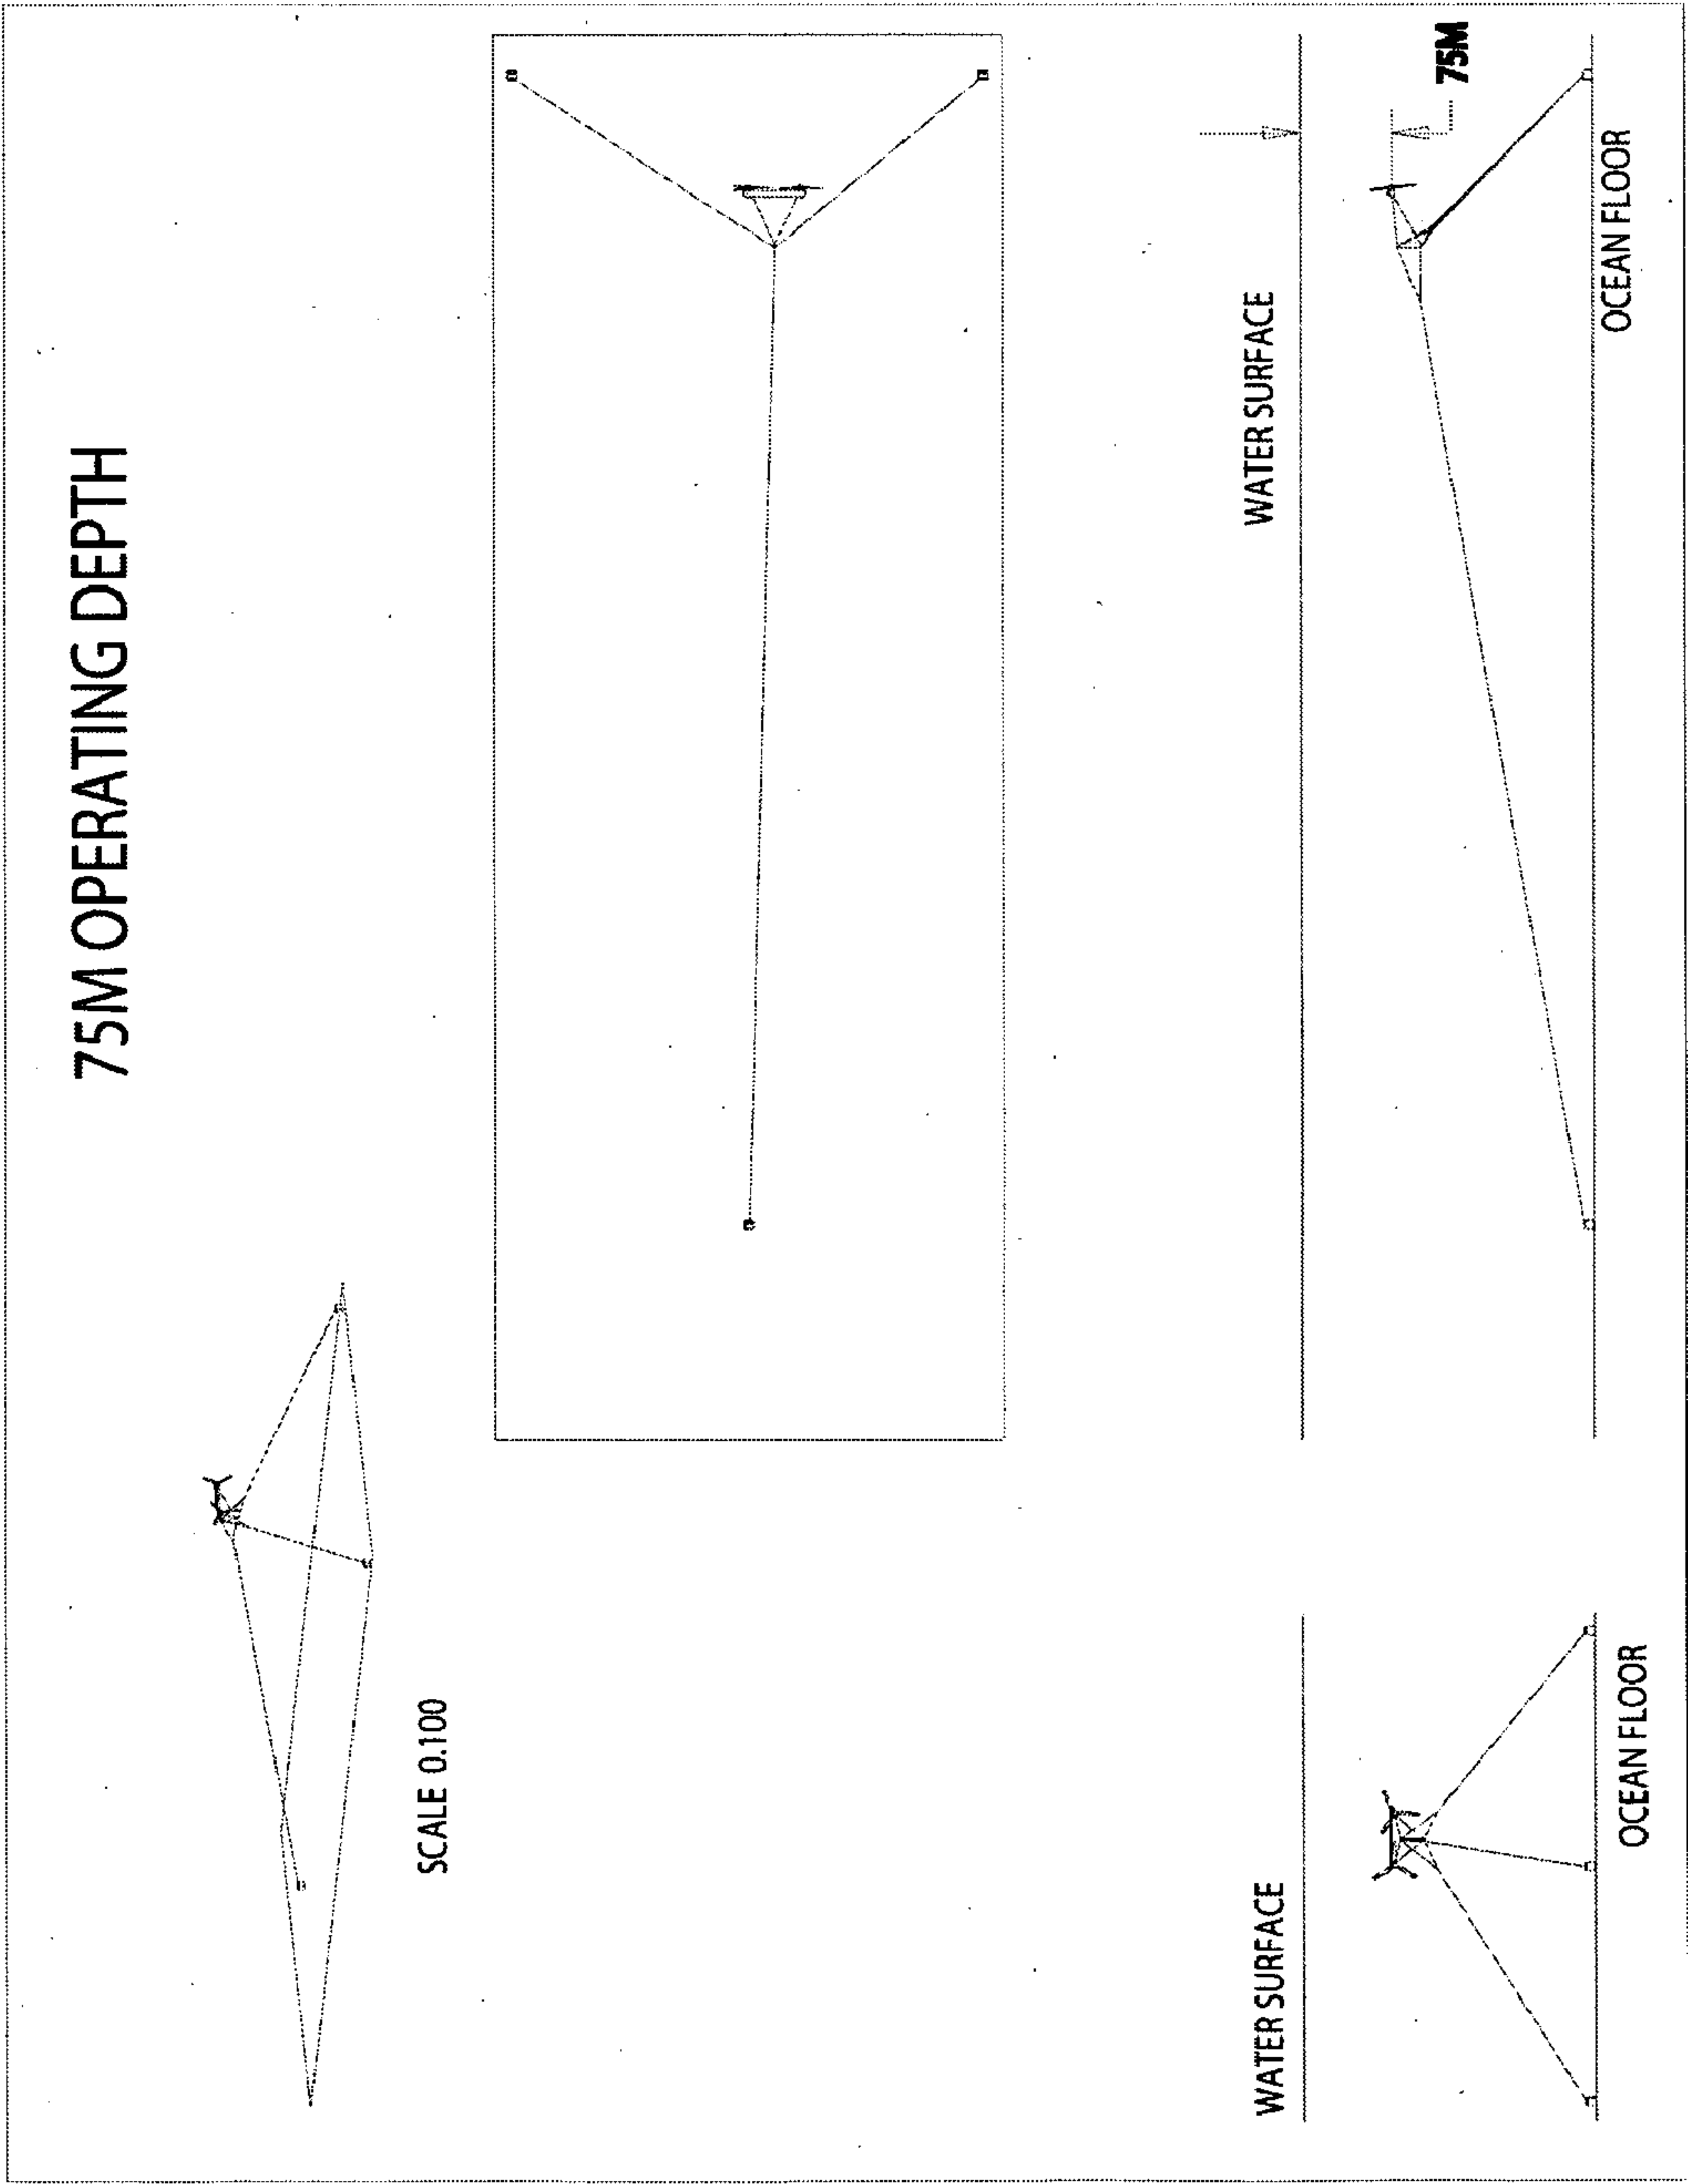 75M OPERATING DEPTH
SCALE 0.100
WATER SURFACE
75M
OCEAN FLOOR
WATER SURFACE
OCEAN FLOOR